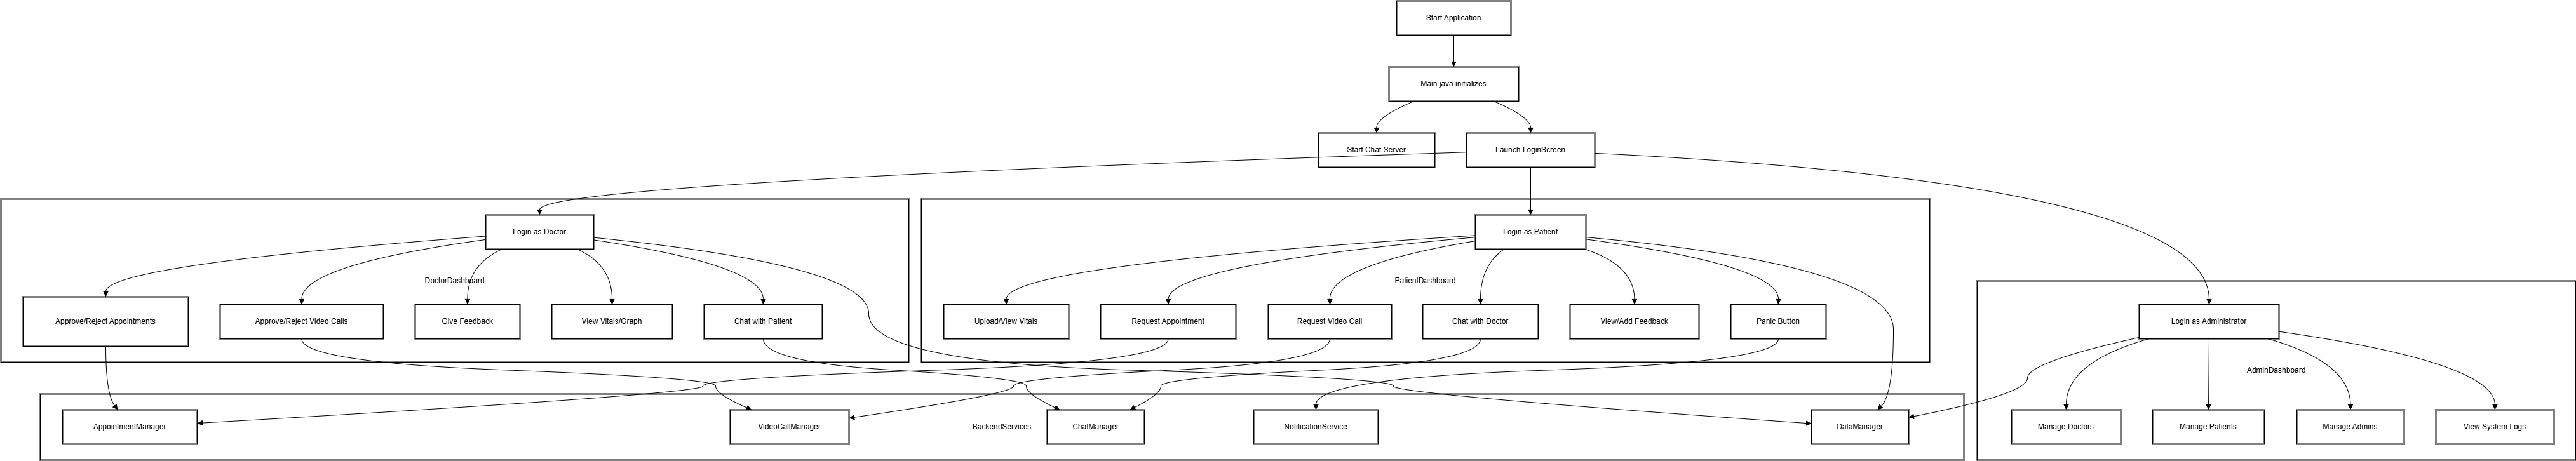 Start Application
Main.java initializes
Start Chat Server
Launch LoginScreen
Login as Doctor
Login as Patient
DoctorDashboard
PatientDashboard
Approve/Reject Appointments
Approve/Reject Video Calls
Give Feedback
View Vitals/Graph
Chat with Patient
Upload/View Vitals
Request Appointment
Request Video Call
Chat with Doctor
View/Add Feedback
Panic Button
Login as Administrator
AdminDashboard
AppointmentManager
VideoCallManager
BackendServices
ChatManager
NotificationService
DataManager
Manage Doctors
Manage Patients
Manage Admins
View System Logs